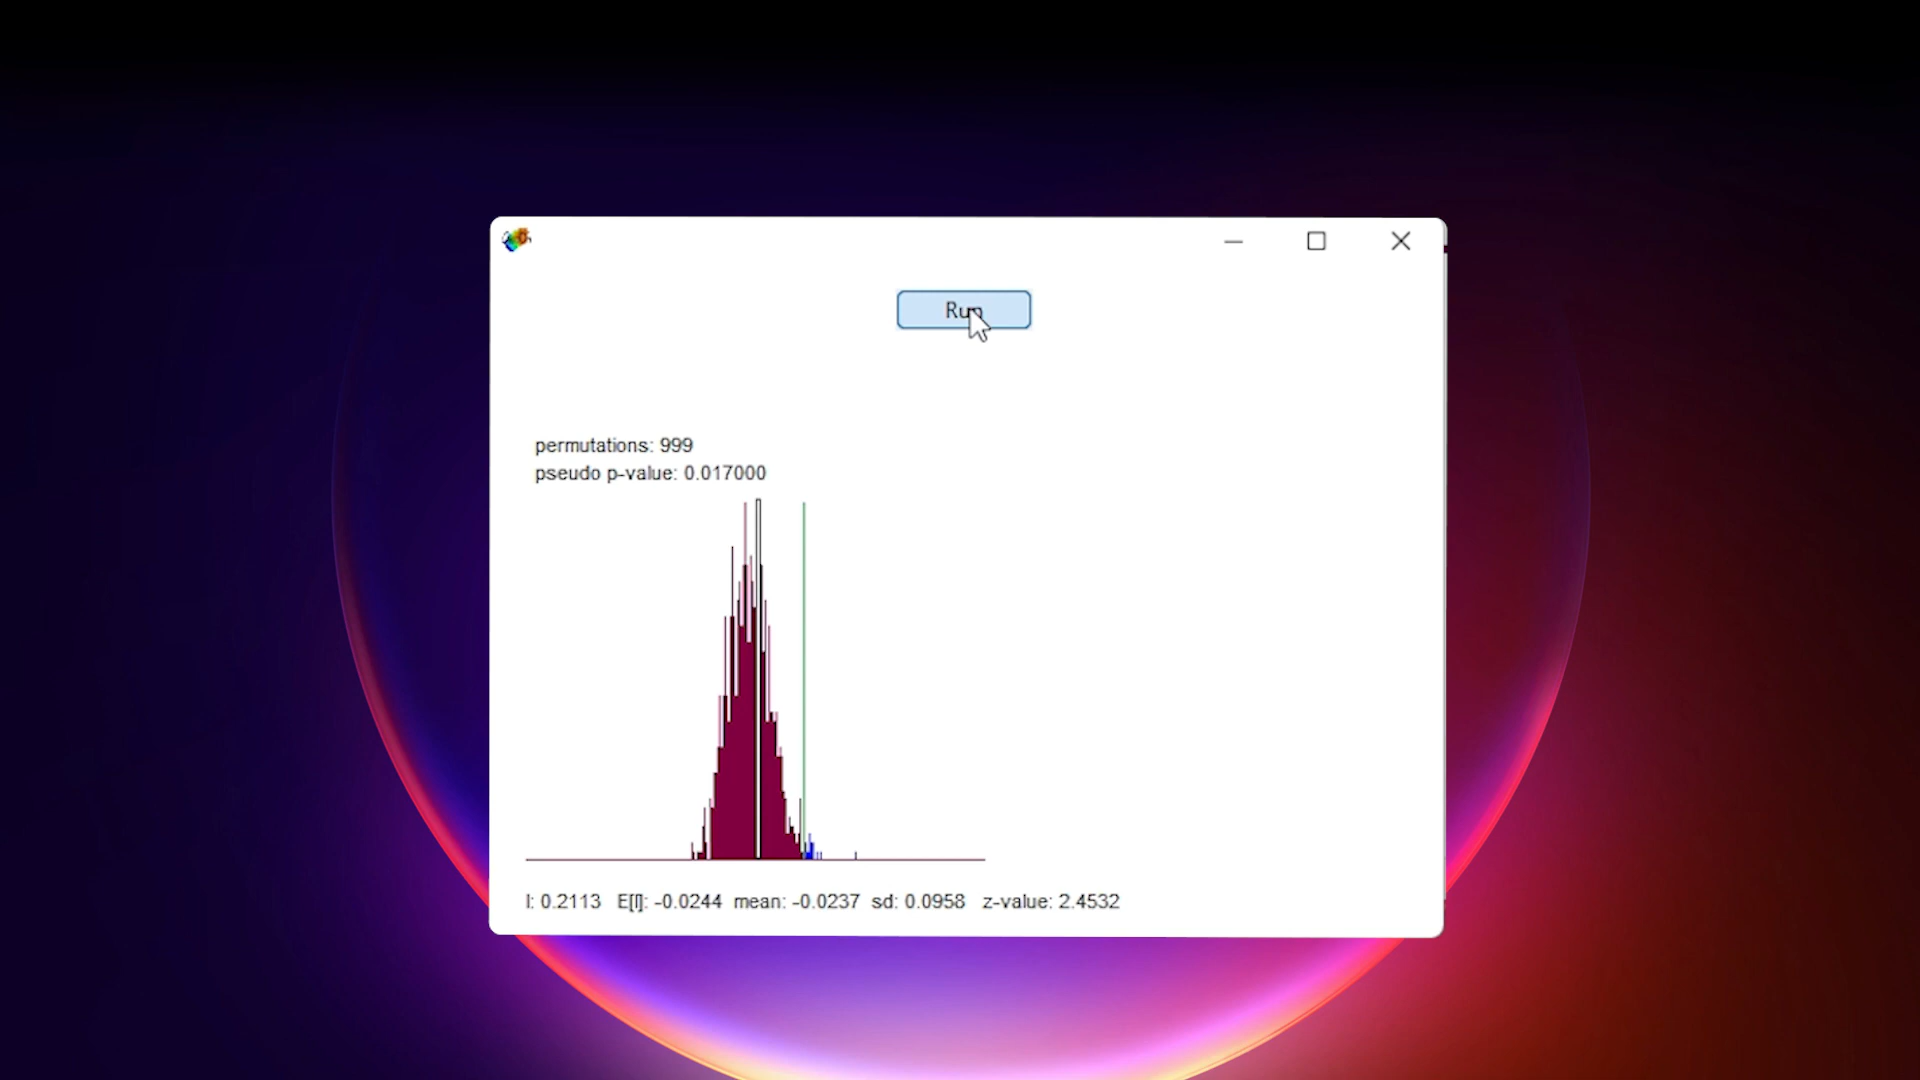 Run
permutations: 999
pseudo p-value: 0.017000
I: 0.2113 E[I]: -0.0244 mean: -0.0237 sd: 0.0958 z-value: 2.4532